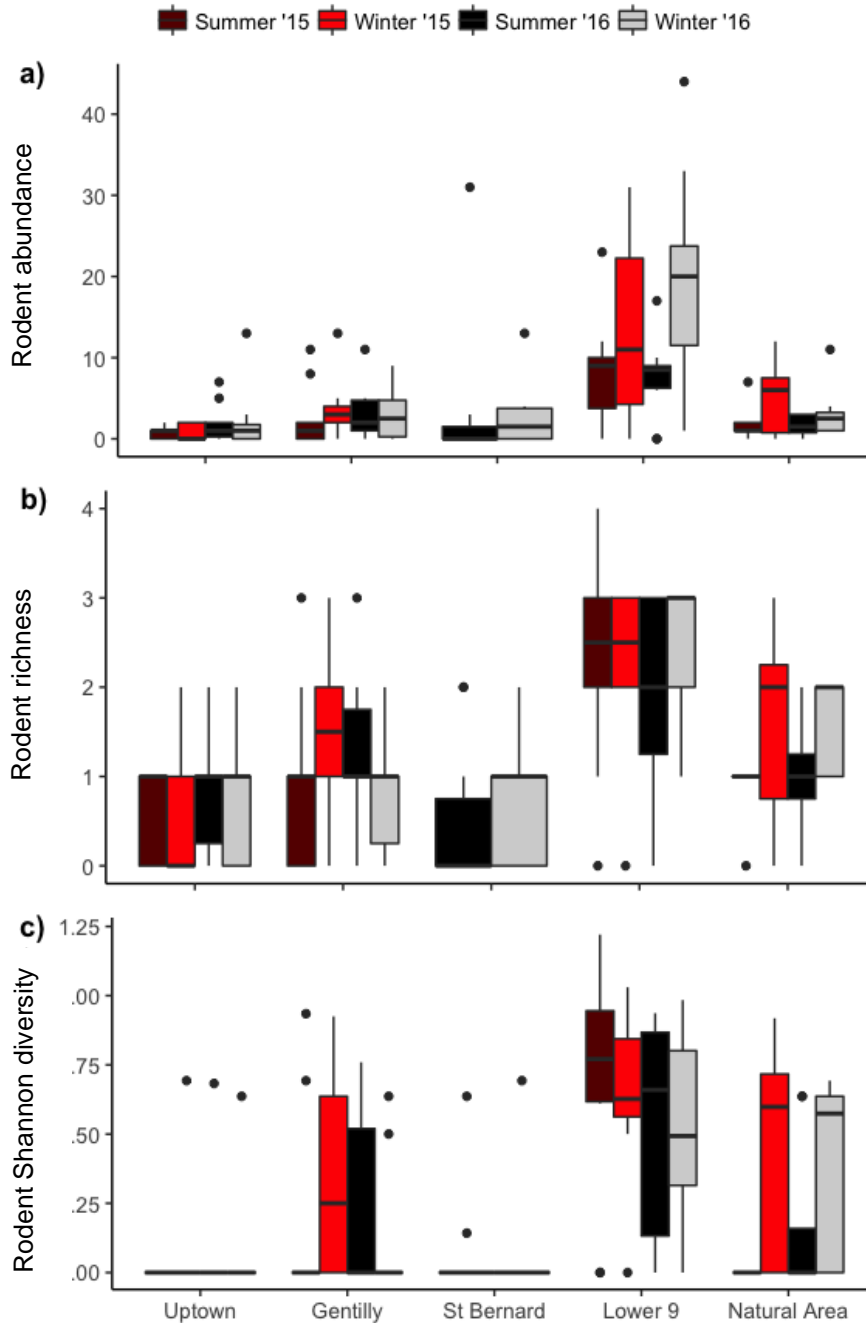 Summer '15 Winter '15 Summer '16 Winter '16
a)
Rodent abundance
40
30
20
10
0
b)
Rodent richness
4
3
2
1
0
c)
Rodent Shannon diversity
1.25
.00
.75
.50
.25
.00
Uptown Gentilly St Bernard Lower 9 Natural Area